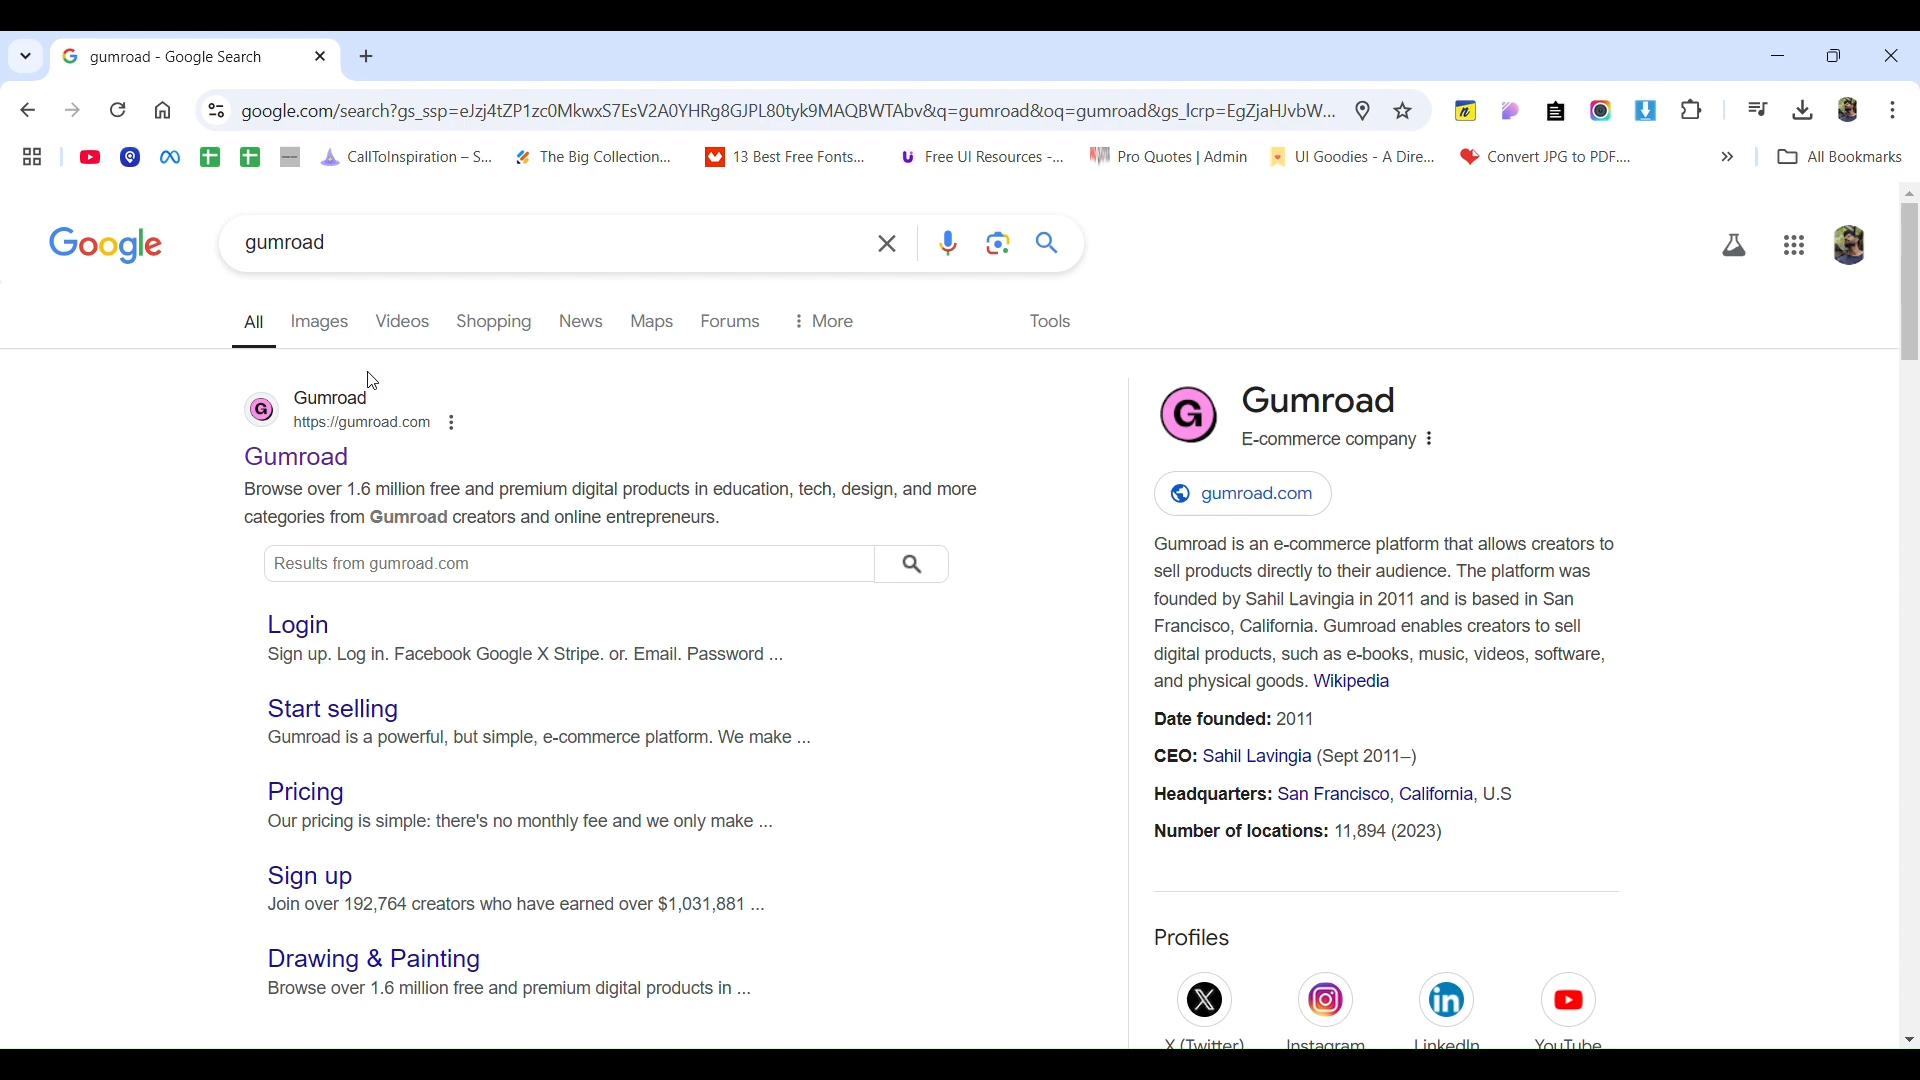 gumroad - Google Search
google.com/search?gs_ssp=eJzj4tZP1zc0MkwxS7EsV2A0YHRg8GJPL80tyk9MAQBWTAbv&q=gumroad&oq=gumroad&gs_lcrp=EgZjaHJvbW...
CallToInspiration – S... The Big Collection... 13 Best Free Fonts... Free UI Resources -... Pro Quotes | Admin UI Goodies - A Dire... Convert JPG to PDF.... All Bookmarks
Google
gumroad
All Images Videos Shopping News Maps Forums More Tools
Gumroad
https://gumroad.com
Gumroad
Browse over 1.6 million free and premium digital products in education, tech, design, and more
categories from Gumroad creators and online entrepreneurs.
Results from gumroad.com
Login
Sign up. Log in. Facebook Google X Stripe. or. Email. Password ...
Start selling
Gumroad is a powerful, but simple, e-commerce platform. We make ...
Pricing
Our pricing is simple: there's no monthly fee and we only make ...
Sign up
Join over 192,764 creators who have earned over $1,031,881 ...
Drawing & Painting
Browse over 1.6 million free and premium digital products in ...
G
Gumroad
E-commerce company
gumroad.com
Gumroad is an e-commerce platform that allows creators to
sell products directly to their audience. The platform was
founded by Sahil Lavingia in 2011 and is based in San
Francisco, California. Gumroad enables creators to sell
digital products, such as e-books, music, videos, software,
and physical goods. Wikipedia
Date founded: 2011
CEO: Sahil Lavingia (Sept 2011–)
Headquarters: San Francisco, California, U.S
Number of locations: 11,894 (2023)
Profiles
X (Twitter) Instagram LinkedIn YouTube